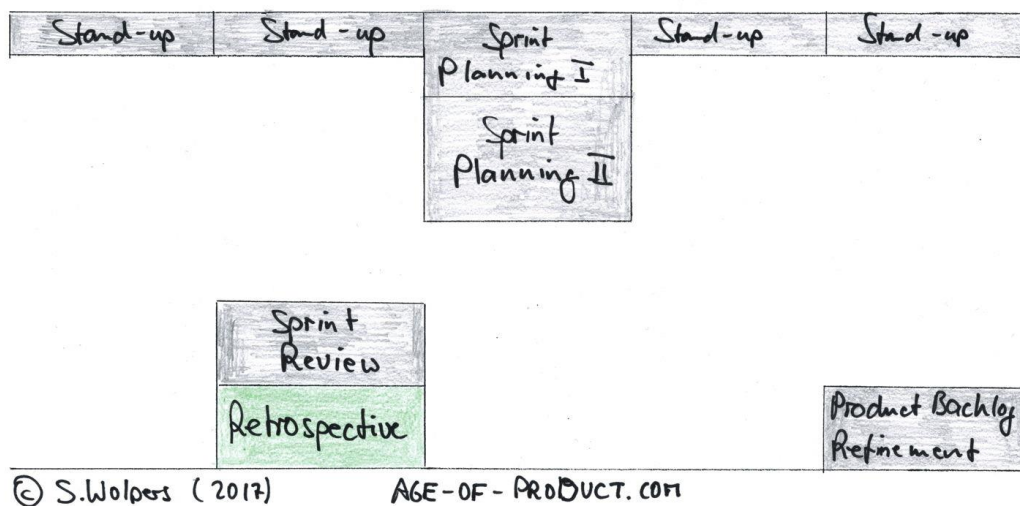 Stand-up
Stand-up
Sprint
Planning I
Stand-up
Stand-up
Sprint
Planning II
Sprint
Review
Retrospective
Product Backlog
Refinement
© S.Wolpers (2017) AGE-OF-PRODUCT.COM